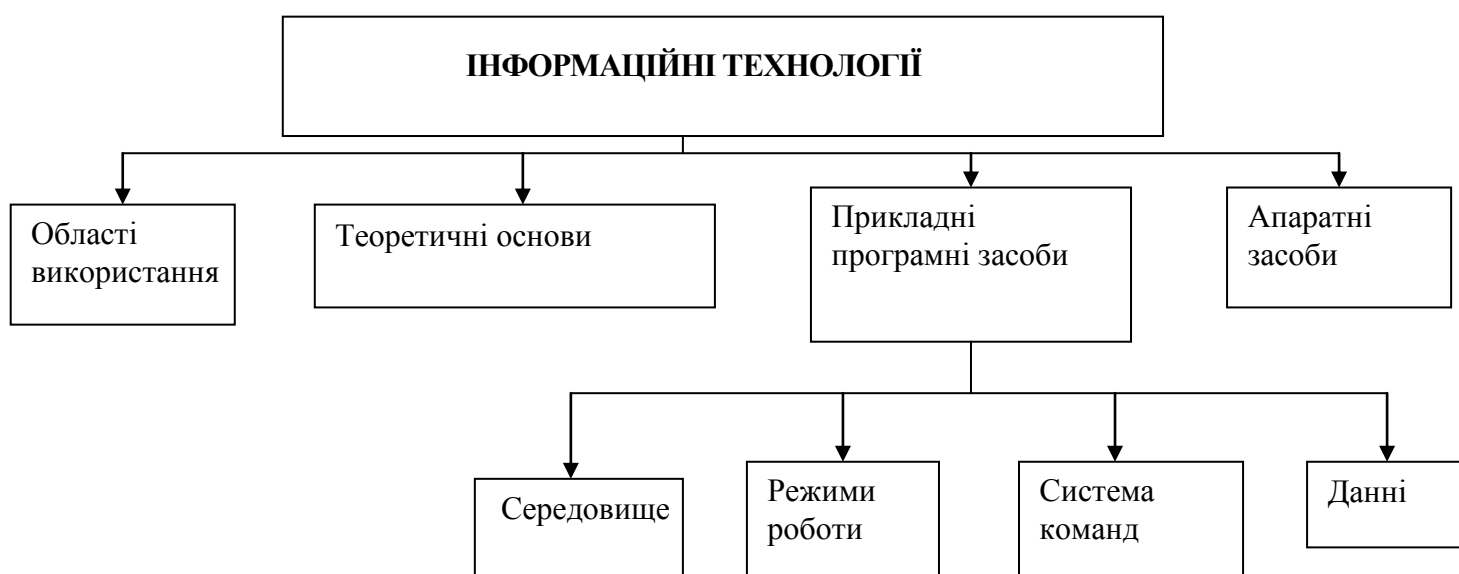 ІНФОРМАЦІЙНІ ТЕХНОЛОГІЇ
Області
використання
Теоретичні основи
Прикладні
програмні засоби
Апаратні
засоби
Середовище
Режими
роботи
Система
команд
Данні